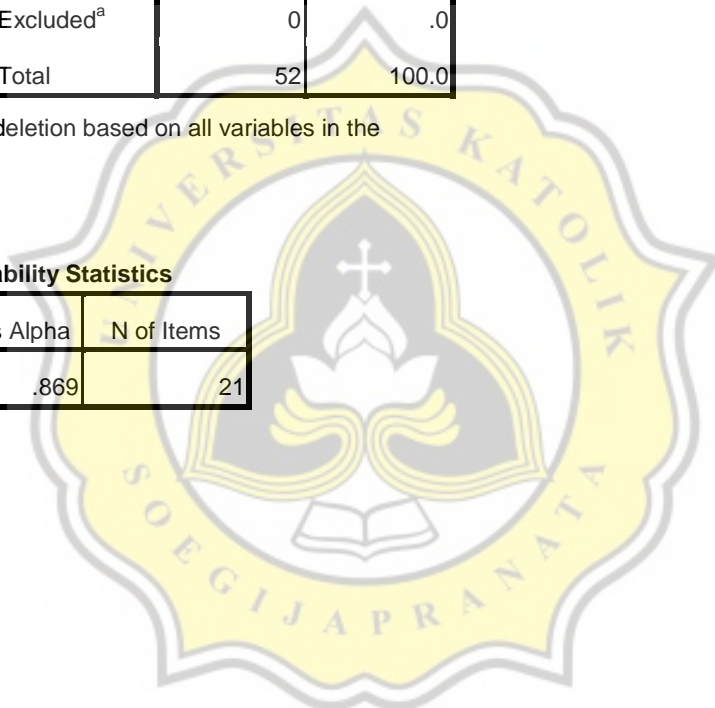 Excluded^a 0 .0
Total 52 100.0
deletion based on all variables in the
ability Statistics
s Alpha N of Items
.869 21
UNIVERSITAS KATOLIK
SOEGIJAPRANATA